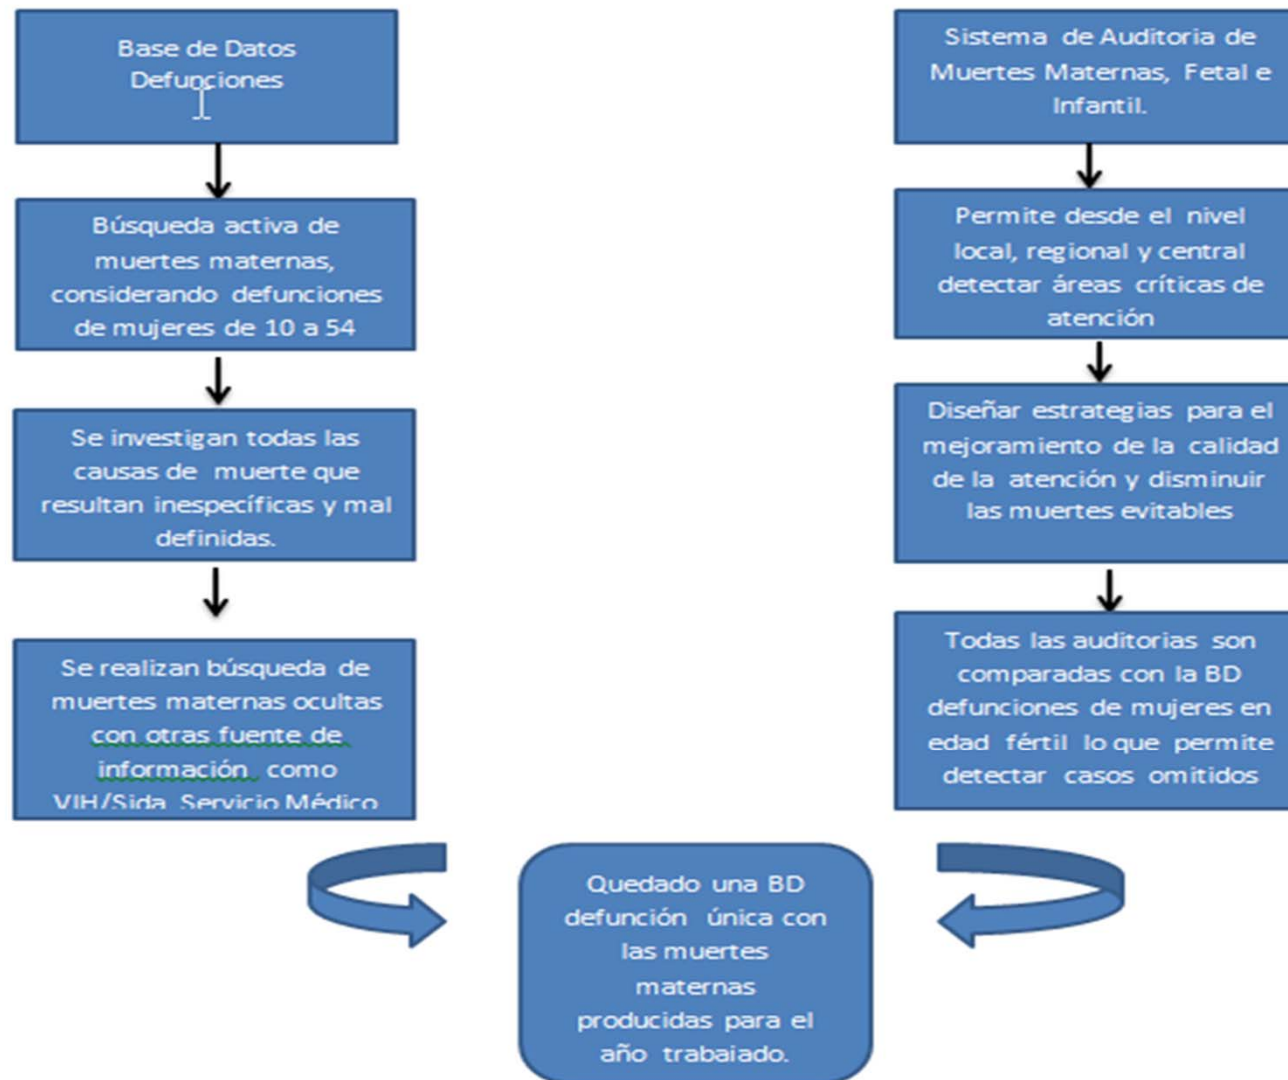 Base de Datos
Defunciones
Búsqueda activa de
muertes maternas,
considerando defunciones
de mujeres de 10 a 54
Se investigan todas las
causas de muerte que
resultan inespecíficas y mal
definidas.
Se realizan búsqueda de
muertes maternas ocultas
con otras fuente de
información como
VIH/Sida Servicio Médico
Sistema de Auditoria de
Muertes Maternas, Fetal e
Infantil.
Permite desde el nivel
local, regional y central
detectar áreas críticas de
atención
Diseñar estrategias para el
mejoramiento de la calidad
de la atención y disminuir
las muertes evitables
Todas las auditorias son
comparadas con la BD
defunciones de mujeres en
edad fértil lo que permite
detectar casos omitidos
Quedado una BD
defunción única con
las muertes
maternas
producidas para el
año trabajado.